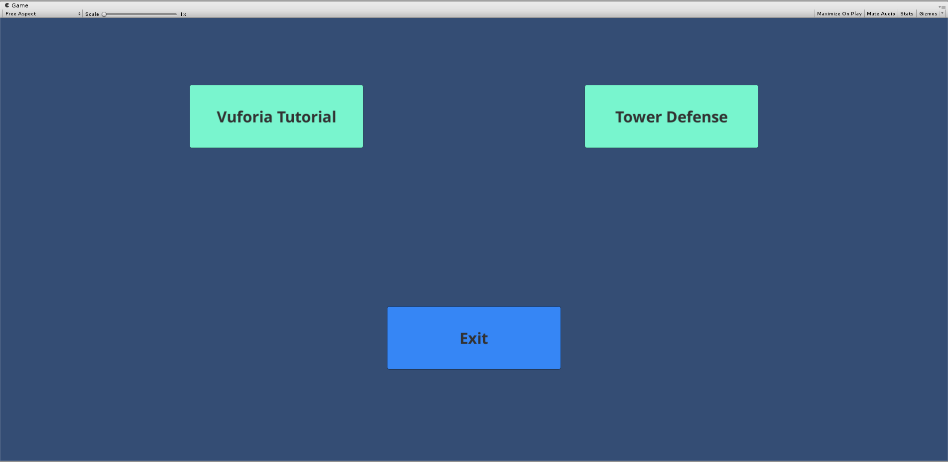 Game
Free Aspect Scale 1x Maximize On Play Mute Audio Stats Gizmos
Vuforia Tutorial Tower Defense
Exit